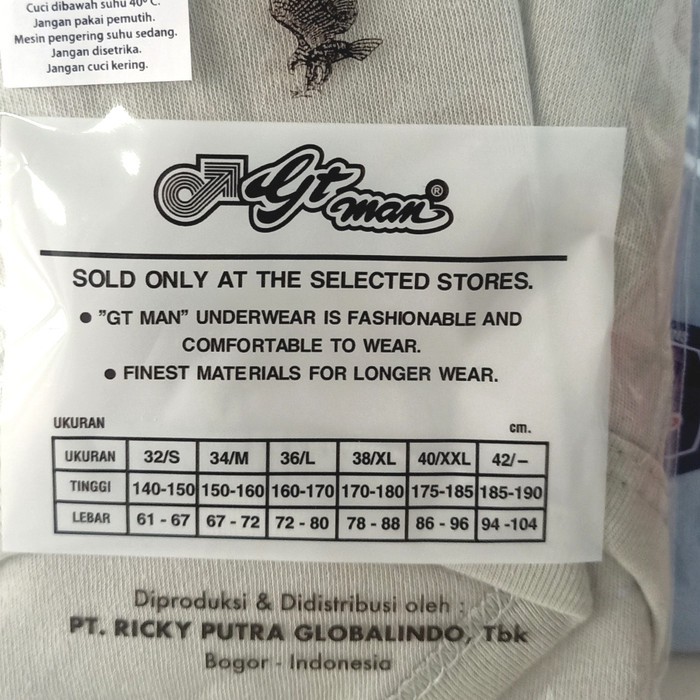 Cuci dibawah suhu 40° C.
Jangan pakai pemutih.
Mesin pengering suhu sedang.
Jangan disetrika.
Jangan cuci kering.
Gt man ®
SOLD ONLY AT THE SELECTED STORES.
● "GT MAN" UNDERWEAR IS FASHIONABLE AND
COMFORTABLE TO WEAR.
● FINEST MATERIALS FOR LONGER WEAR.
UKURAN cm.
UKURAN 32/S 34/M 36/L 38/XL 40/XXL 42/–
TINGGI 140-150 150-160 160-170 170-180 175-185 185-190
LEBAR 61 - 67 67 - 72 72 - 80 78 - 88 86 - 96 94 -104
Diproduksi & Didistribusi oleh :
PT. RICKY PUTRA GLOBALINDO, Tbk
Bogor - Indonesia